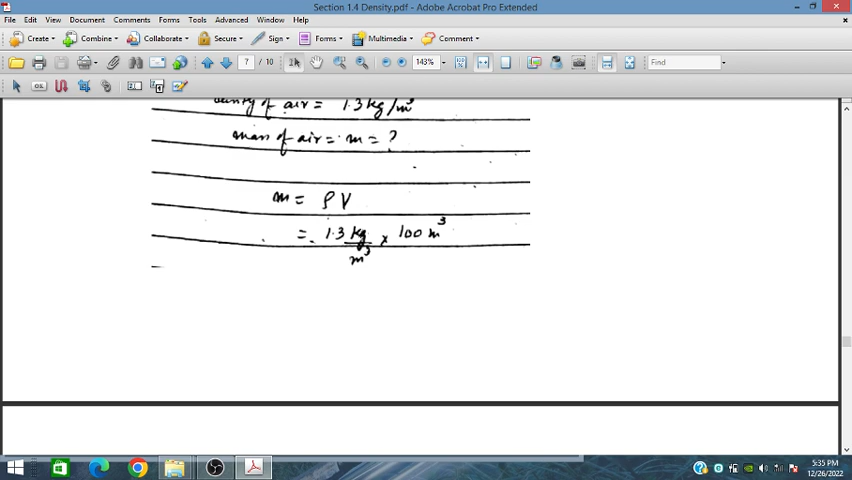 Section 1.4 Density.pdf - Adobe Acrobat Pro Extended
File Edit View Document Comments Forms Tools Advanced Window Help
Create Combine Collaborate Secure Sign Forms Multimedia Comment
7 / 10 143% Find
of air = 1.3 kg/m³
mass of air = m = ?
m = ρ V
= 1.3 kg/m³ × 100 m³
5:35 PM
12/26/2022